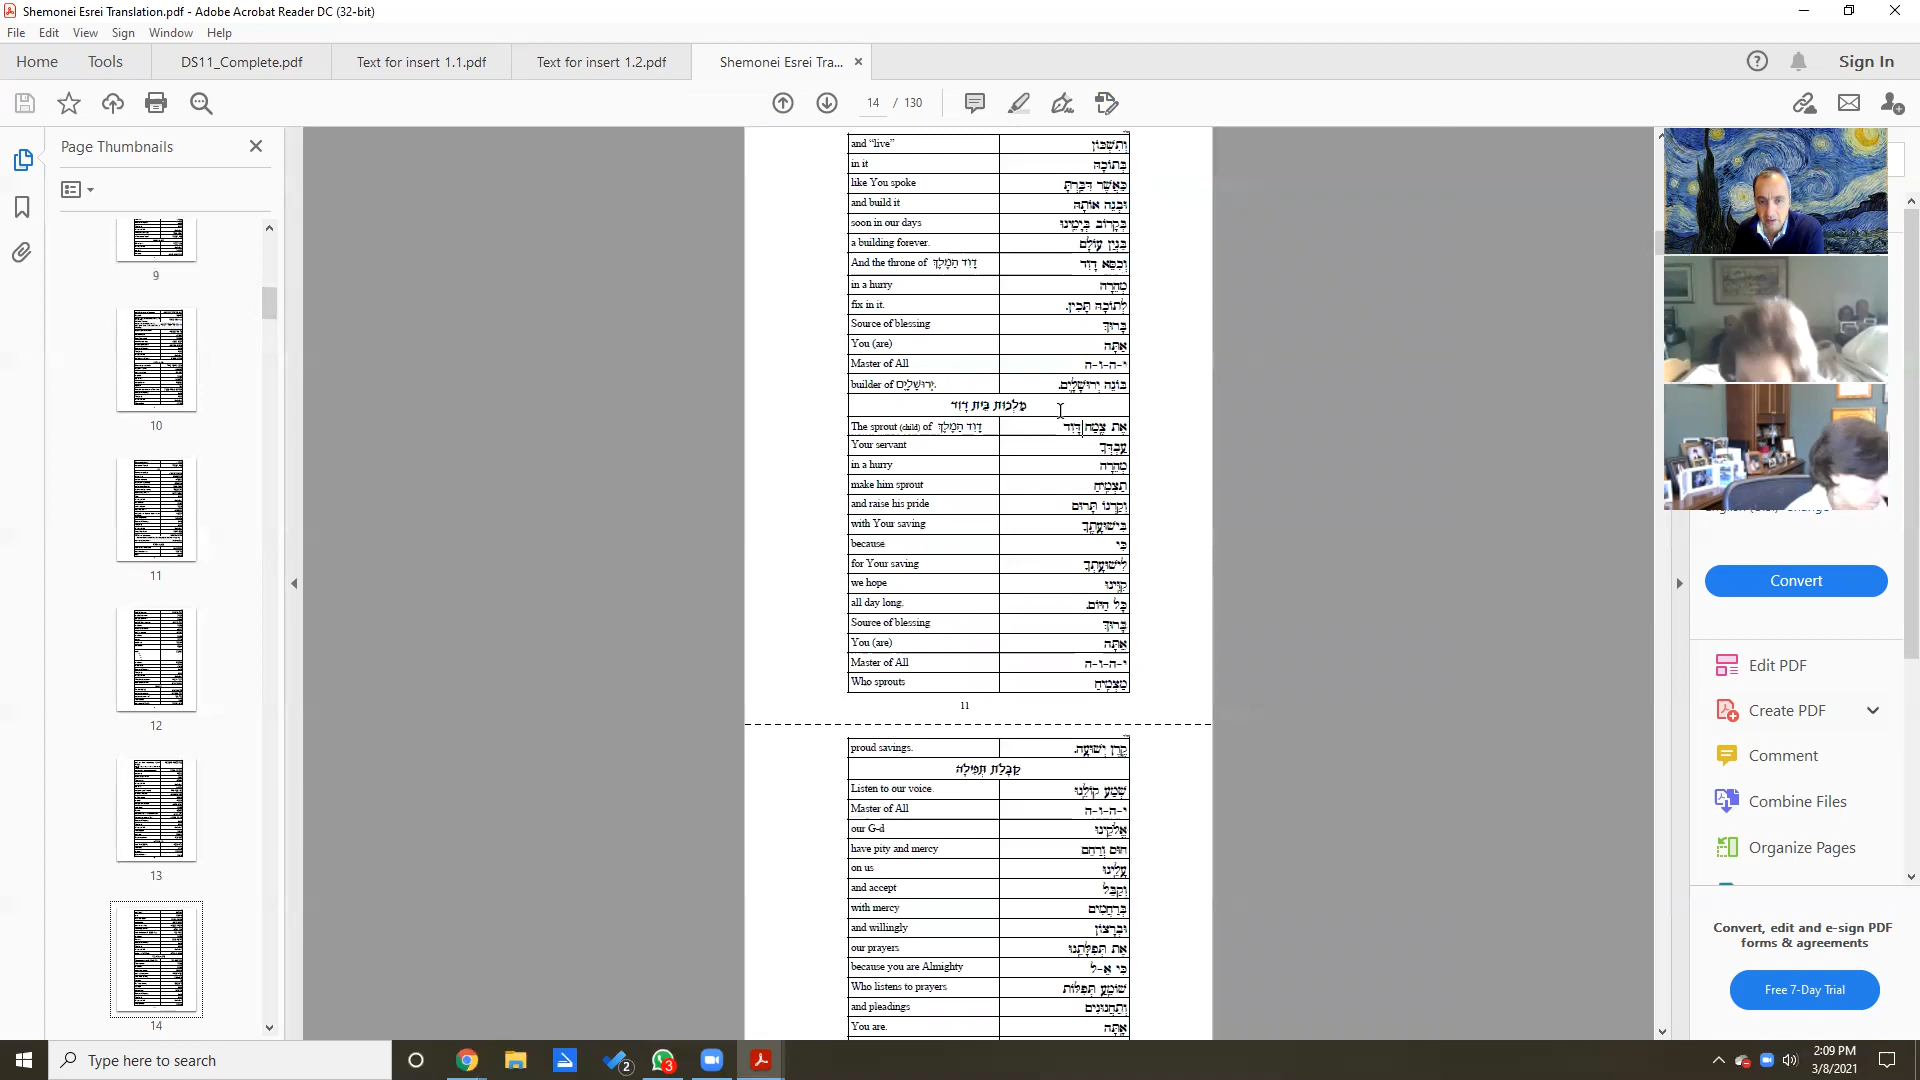 Shemonei Esrei Translation.pdf - Adobe Acrobat Reader DC (32-bit)
File Edit View Sign Window Help
Home Tools DS11_Complete.pdf Text for insert 1.1.pdf Text for insert 1.2.pdf Shemonei Esrei Tra... Sign In
14 / 130
Page Thumbnails
9
10
11
12
13
14
and “live” וְתִשְׁכּוֹן
in it בְּתוֹכָהּ
like You spoke כַּאֲשֶׁר דִּבַּרְתָּ
and build it וּבְנֵה אוֹתָהּ
soon in our days בְּקָרוֹב בְּיָמֵינוּ
a building forever. בִּנְיַן עוֹלָם
And the throne of דָוִד הַמֶלֶךְ וְכִסֵּא דָוִד
in a hurry מְהֵרָה
fix in it. לְתוֹכָהּ תָּכִין.
Source of blessing בָּרוּךְ
You (are) אַתָּה
Master of All י-ה-ו-ה
builder of יְרוּשָׁלָיִם. בּוֹנֵה יְרוּשָׁלָיִם.
מַלְכוּת בֵּית דָוִד
The sprout (child) of דָוִד הַמֶלֶךְ אֶת צֶמַח דָּוִד
Your servant עַבְדְּךָ
in a hurry מְהֵרָה
make him sprout תַצְמִיחַ
and raise his pride וְקַרְנוֹ תָּרוּם
with Your saving בִּישׁוּעָתֶךָ
because כִּי
for Your saving לִישׁוּעָתְךָ
we hope קִוִּינוּ
all day long. כָּל הַיּוֹם.
Source of blessing בָּרוּךְ
You (are) אַתָּה
Master of All י-ה-ו-ה
Who sprouts מַצְמִיחַ
11
proud savings. קֶרֶן יְשׁוּעָה.
קַבָּלַת תְּפִילָה
Listen to our voice. שְׁמַע קוֹלֵנוּ
Master of All י-ה-ו-ה
our G-d אֱלֹקֵינוּ
have pity and mercy חוּס וְרַחֵם
on us עָלֵינוּ
and accept וְקַבֵּל
with mercy בְּרַחֲמִים
and willingly וּבְרָצוֹן
our prayers אֶת תְּפִלָּתֵנוּ
because you are Almighty כִּי אֵ-ל
Who listens to prayers שׁוֹמֵעַ תְּפִלּוֹת
and pleadings וְתַחֲנוּנִים
You are. אָתָּה
Convert
Edit PDF
Create PDF
Comment
Combine Files
Organize Pages
Convert, edit and e-sign PDF
forms & agreements
Free 7-Day Trial
Type here to search
2
3
2:09 PM
3/8/2021